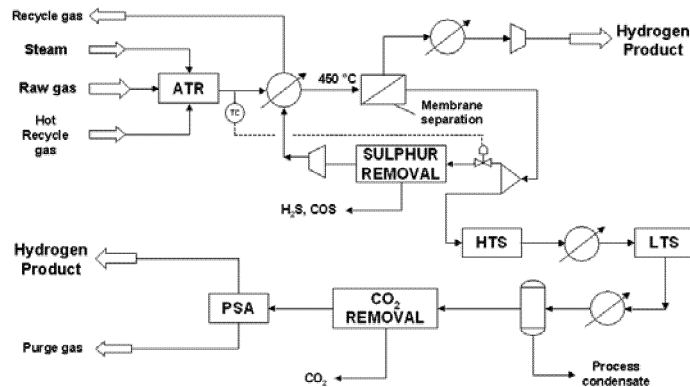 Recycle gas
Steam
Raw gas
Hot
Recycle
gas
ATR
TC
450 °C
Membrane
separation
Hydrogen
Product
SULPHUR
REMOVAL
H₂S, COS
HTS
LTS
Hydrogen
Product
PSA
CO₂
REMOVAL
Purge gas
CO₂
Process
condensate